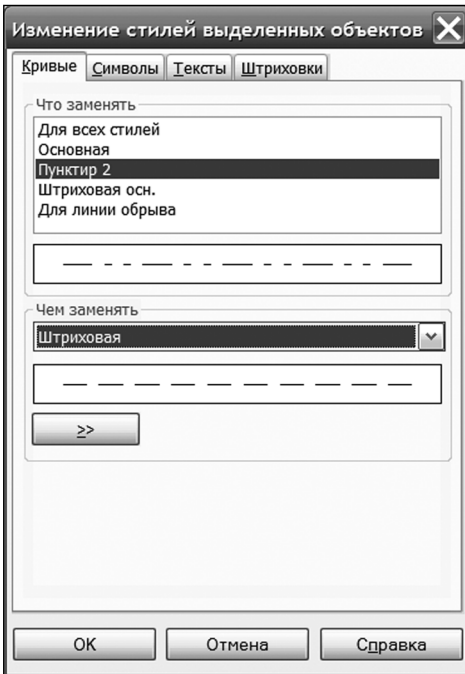 Изменение стилей выделенных объектов
Кривые Символы Тексты Штриховки
Что заменять
Для всех стилей
Основная
Пунктир 2
Штриховая осн.
Для линии обрыва
Чем заменять
Штриховая
>>
OK Отмена Справка